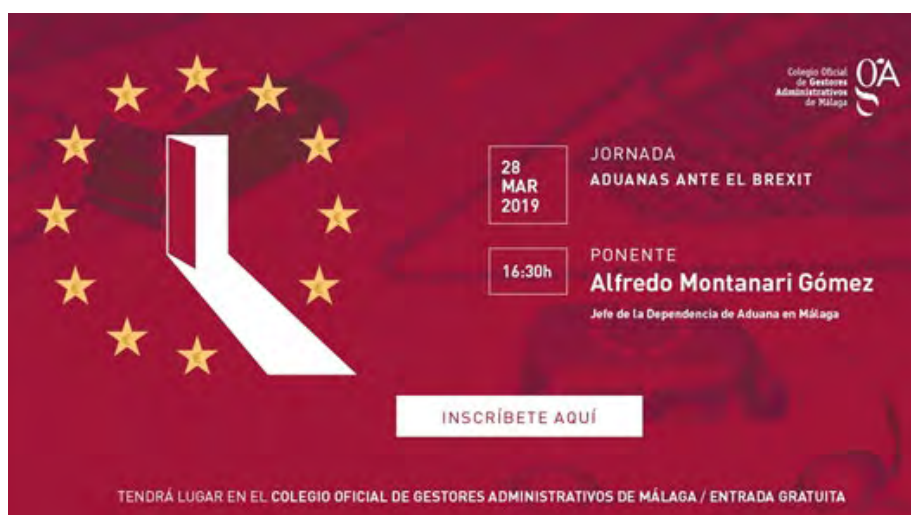 Colegio Oficial
de Gestores
Administrativos
de Málaga
gA
28
MAR
2019
JORNADA
ADUANAS ANTE EL BREXIT
16:30h
PONENTE
Alfredo Montanari Gómez
Jefe de la Dependencia de Aduana en Málaga
INSCRÍBETE AQUÍ
TENDRÁ LUGAR EN EL COLEGIO OFICIAL DE GESTORES ADMINISTRATIVOS DE MÁLAGA / ENTRADA GRATUITA